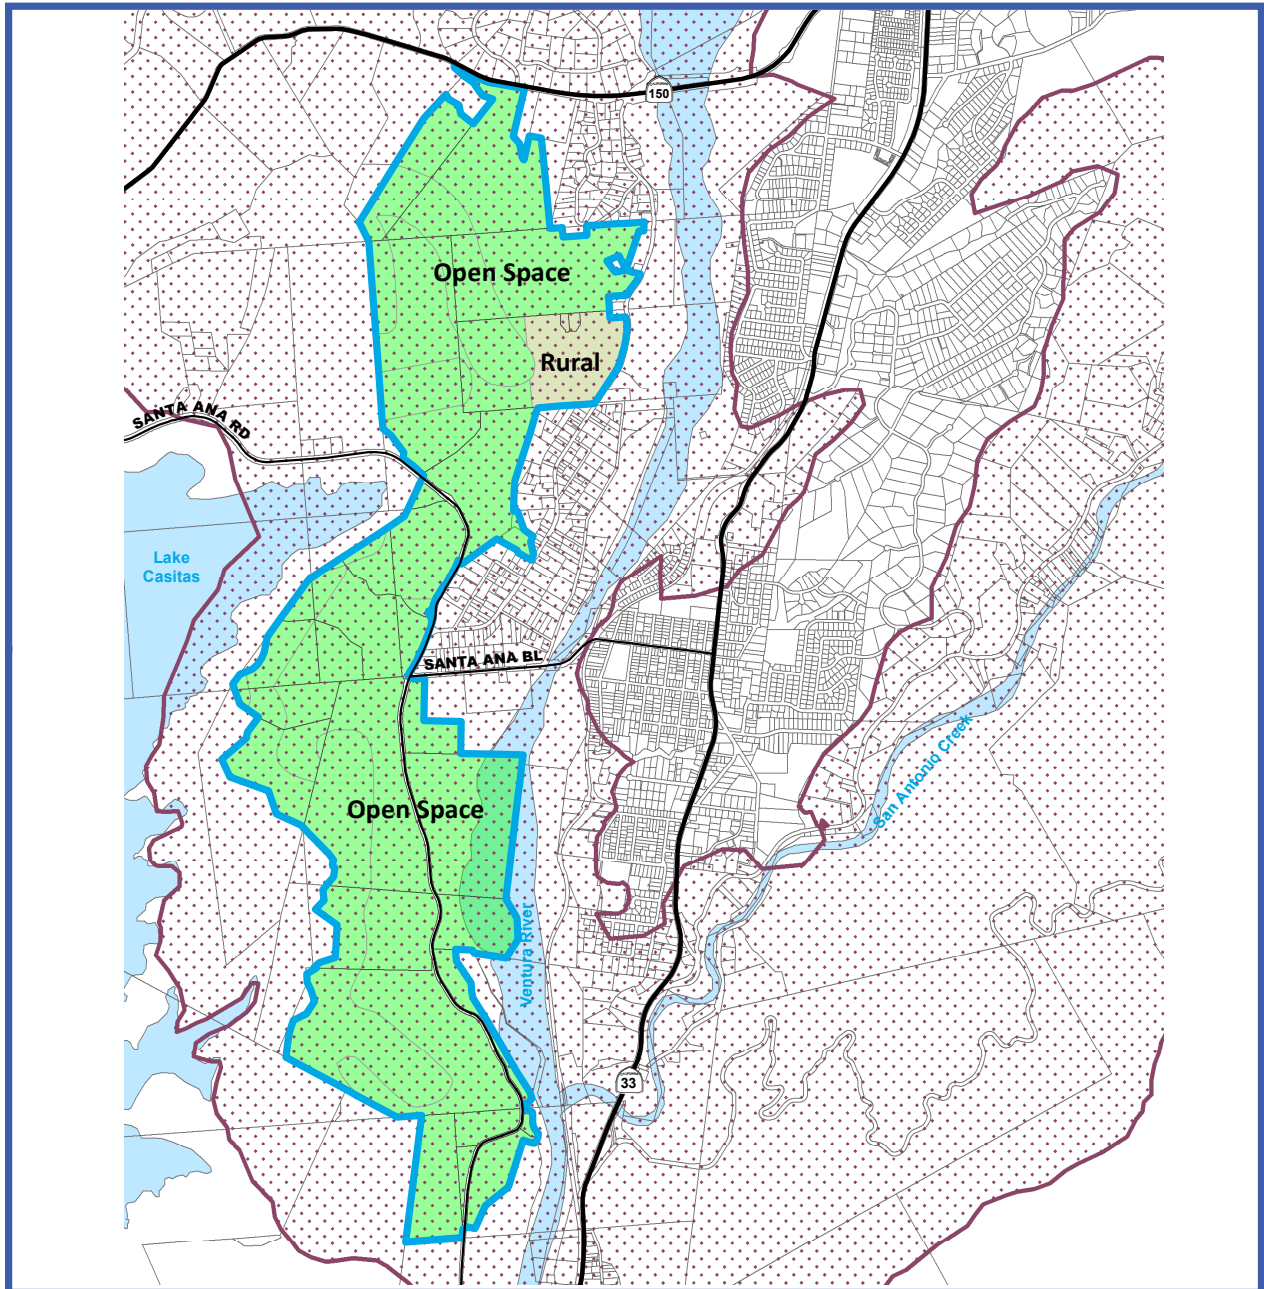 150
Open Space
Rural
SANTA ANA RD
Lake
Casitas
SANTA ANA BL
San Antonio Creek
Open Space
Ventura River
33